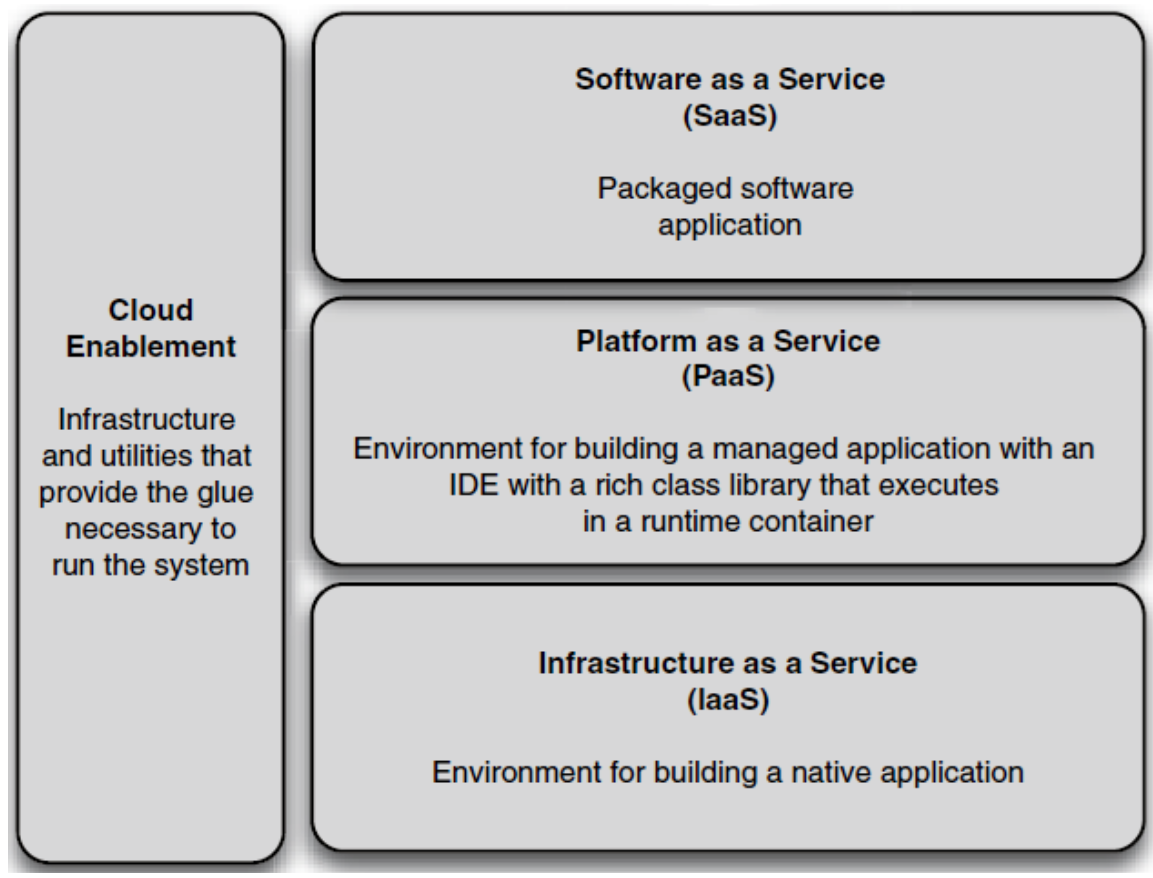 Cloud
Enablement
Infrastructure
and utilities that
provide the glue
necessary to
run the system
Software as a Service
(SaaS)
Packaged software
application
Platform as a Service
(PaaS)
Environment for building a managed application with an
IDE with a rich class library that executes
in a runtime container
Infrastructure as a Service
(IaaS)
Environment for building a native application